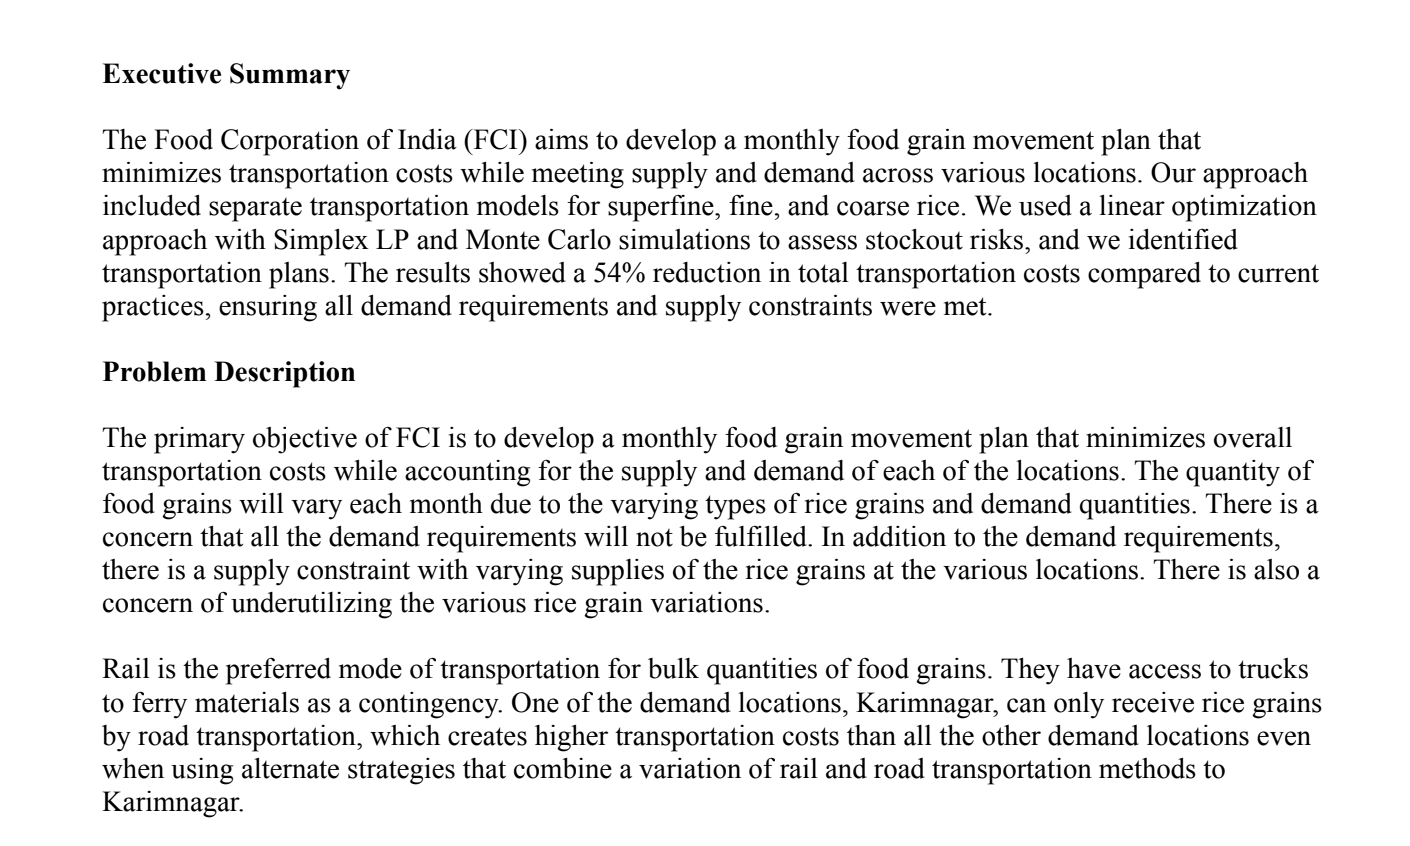 Executive Summary
The Food Corporation of India (FCI) aims to develop a monthly food grain movement plan that
minimizes transportation costs while meeting supply and demand across various locations. Our approach
included separate transportation models for superfine, fine, and coarse rice. We used a linear optimization
approach with Simplex LP and Monte Carlo simulations to assess stockout risks, and we identified
transportation plans. The results showed a 54% reduction in total transportation costs compared to current
practices, ensuring all demand requirements and supply constraints were met.
Problem Description
The primary objective of FCI is to develop a monthly food grain movement plan that minimizes overall
transportation costs while accounting for the supply and demand of each of the locations. The quantity of
food grains will vary each month due to the varying types of rice grains and demand quantities. There is a
concern that all the demand requirements will not be fulfilled. In addition to the demand requirements,
there is a supply constraint with varying supplies of the rice grains at the various locations. There is also a
concern of underutilizing the various rice grain variations.
Rail is the preferred mode of transportation for bulk quantities of food grains. They have access to trucks
to ferry materials as a contingency. One of the demand locations, Karimnagar, can only receive rice grains
by road transportation, which creates higher transportation costs than all the other demand locations even
when using alternate strategies that combine a variation of rail and road transportation methods to
Karimnagar.